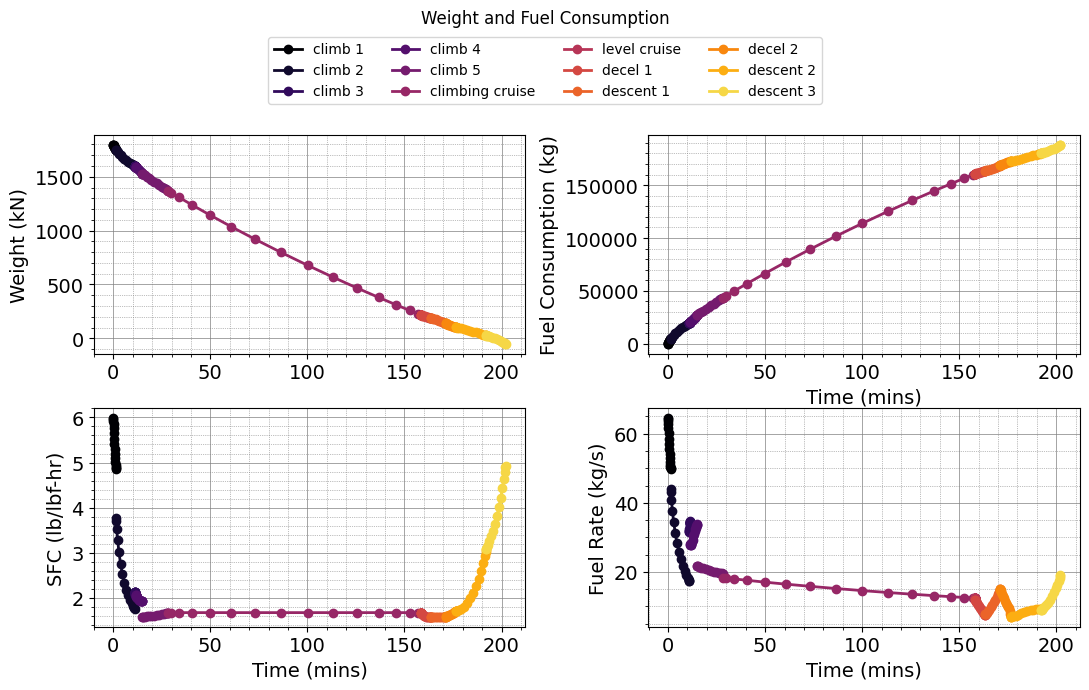 Weight and Fuel Consumption
climb 1 climb 4 level cruise decel 2
climb 2 climb 5 decel 1 descent 2
climb 3 climbing cruise descent 1 descent 3
Weight (kN)
1500
1000
500
0
0 50 100 150 200
Fuel Consumption (kg)
150000
100000
50000
0
0 50 100 150 200
Time (mins)
SFC (lb/lbf-hr)
6
5
4
3
2
0 50 100 150 200
Time (mins)
Fuel Rate (kg/s)
60
40
20
0 50 100 150 200
Time (mins)